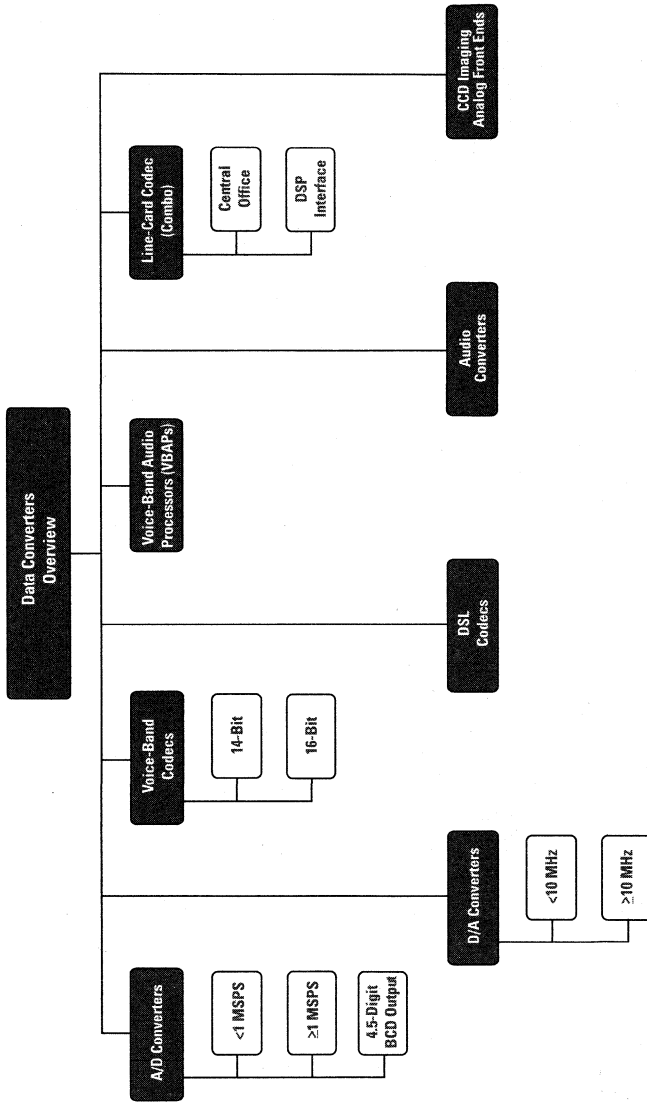 Data Converters
Overview
A/D Converters
<1 MSPS
≥1 MSPS
4.5-Digit
BCD Output
Voice-Band
Codecs
14-Bit
16-Bit
Voice-Band Audio
Processors (VBAPs)
Line-Card Codec
(Combo)
Central
Office
DSP
Interface
D/A Converters
<10 MHz
≥10 MHz
DSL
Codecs
Audio
Converters
CCD Imaging
Analog Front Ends